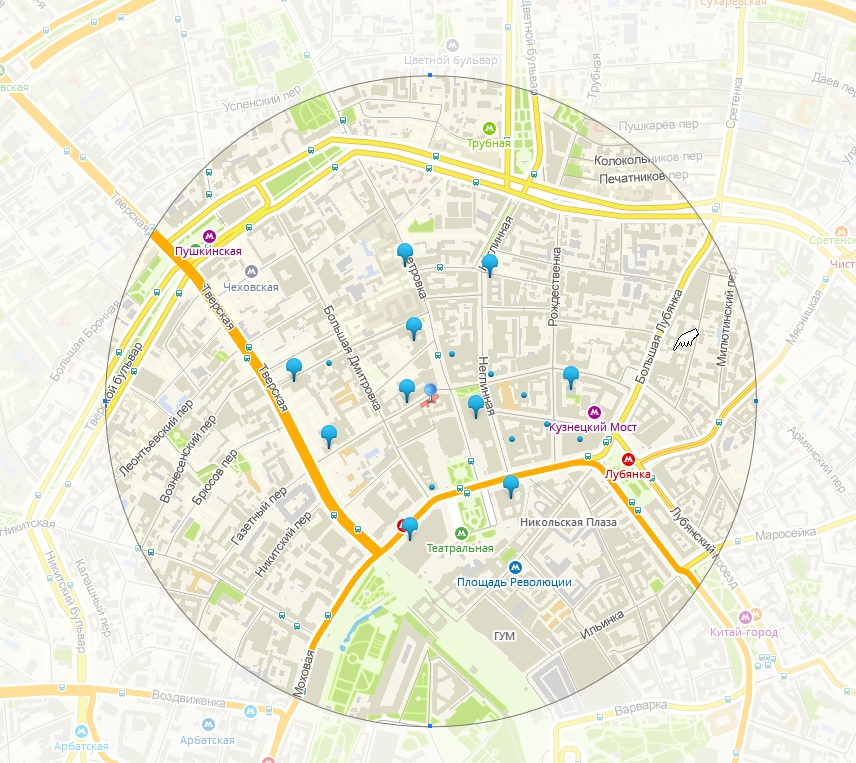 Сухаревская
Цветной бульвар
Цветной бульвар
Трубная
Сретенка
Даев пер
Успенский пер
Пушкарёв пер
Трубная
Колокольников пер
Печатников пер
Тверская
Пушкинская
Неглинная
Рождественка
Чеховская
Петровка
Тверская
Большая Дмитровка
Большая Лубянка
Милютинский пер
Мясницкая
Большая Бронная
Тверской бульвар
Тверская
Неглинная
Леонтьевский пер
Вознесенский пер
Брюсов пер
Кузнецкий Мост
Армянский пер
Лубянка
Газетный пер
Никитский пер
Никольская Плаза
Лубянский проезд
Маросейка
Никитская
Театральная
Площадь Революции
Никитский бульвар
Калашный пер
Ильинка
ГУМ
Китай-город
Моховая
Воздвиженка
Варварка
Арбатская
Арбатская